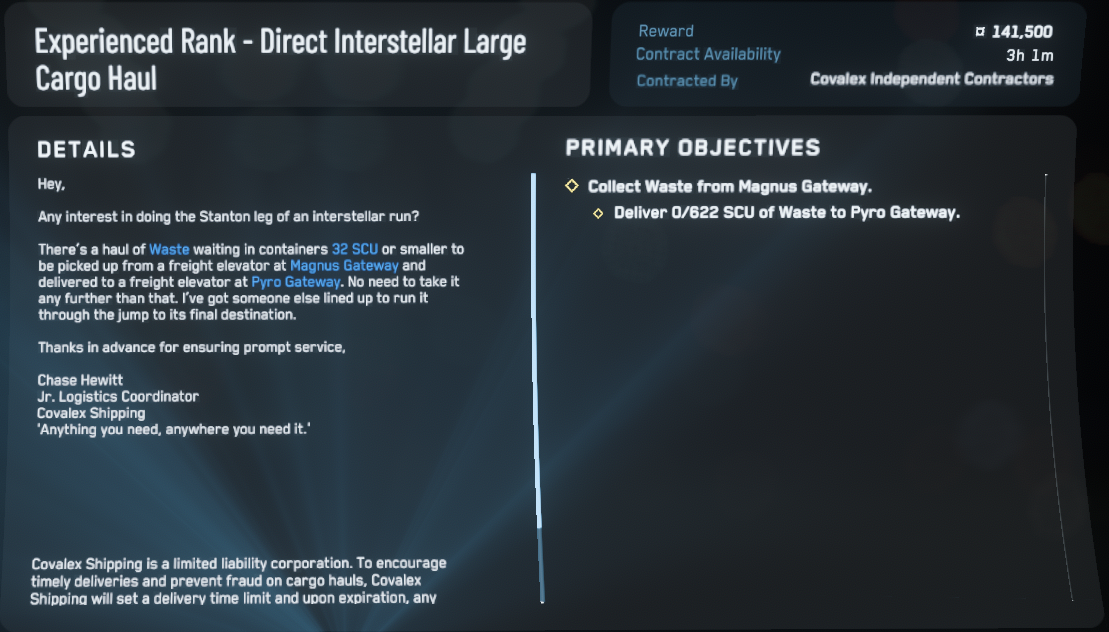 Experienced Rank - Direct Interstellar Large
Cargo Haul
Reward ¤ 141,500
Contract Availability 3h 1m
Contracted By Covalex Independent Contractors
DETAILS
Hey,
Any interest in doing the Stanton leg of an interstellar run?
There's a haul of Waste waiting in containers 32 SCU or smaller to
be picked up from a freight elevator at Magnus Gateway and
delivered to a freight elevator at Pyro Gateway. No need to take it
any further than that. I've got someone else lined up to run it
through the jump to its final destination.
Thanks in advance for ensuring prompt service,
Chase Hewitt
Jr. Logistics Coordinator
Covalex Shipping
'Anything you need, anywhere you need it.'
Covalex Shipping is a limited liability corporation. To encourage
timely deliveries and prevent fraud on cargo hauls, Covalex
Shipping will set a delivery time limit and upon expiration, any
PRIMARY OBJECTIVES
Collect Waste from Magnus Gateway.
Deliver 0/622 SCU of Waste to Pyro Gateway.